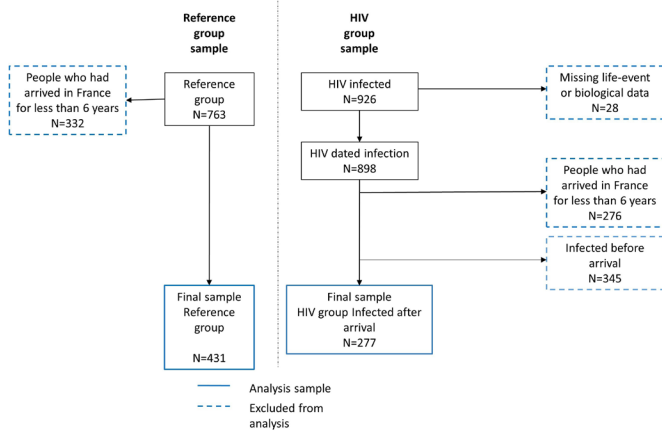 Reference
group
sample
HIV
group
sample
People who had
arrived in France
for less than 6 years
N=332
Reference
group
N=763
HIV infected
N=926
Missing life-event
or biological data
N=28
HIV dated infection
N=898
People who had
arrived in France
for less than 6 years
N=276
Infected before
arrival
N=345
Final sample
Reference
group
N=431
Final sample
HIV group Infected after
arrival
N=277
Analysis sample
Excluded from
analysis